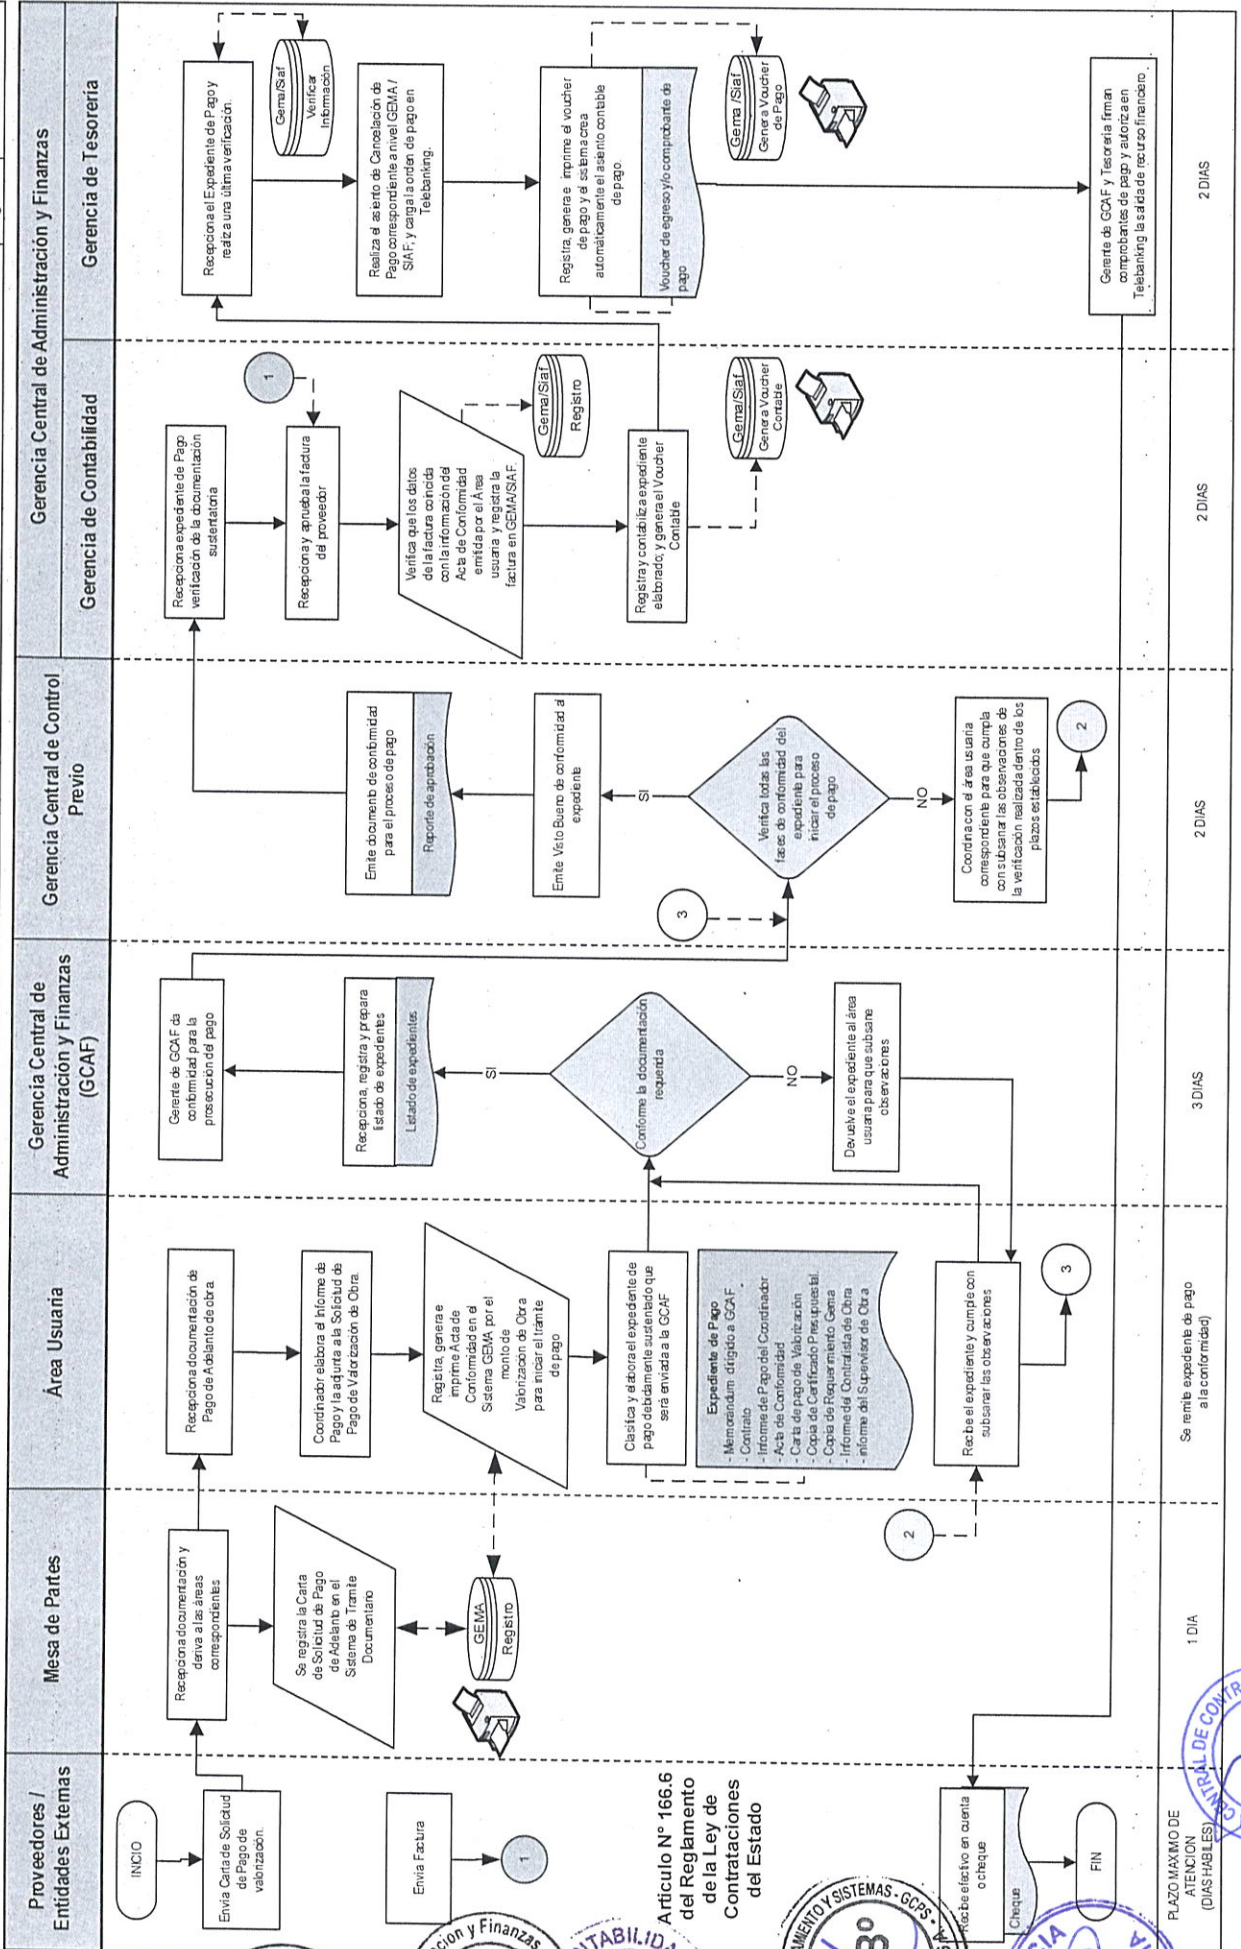 Proveedores /
Entidades Externas
Mesa de Partes
Área Usuaria
Gerencia Central de
Administración y Finanzas
(GCAF)
Gerencia Central de Control
Previo
Gerencia Central de Administración y Finanzas
Gerencia de Contabilidad
Gerencia de Tesorería
INICIO
Envia Carta de Solicitud
de Pago de
valorización.
Envia Factura
1
Articulo N° 166.6
del Reglamento
de la Ley de
Contrataciones
del Estado
Recibe efectivo en cuenta
o cheque
Cheque
FIN
Recepciona documentación y
deriva a las áreas
correspondientes
Se registra la Carta
de Solicitud de Pago
de Adelanto en el
Sistema de Tramite
Documentario
GEMA
Registro
2
Recepciona documentación de
Pago de Adelanto de obra.
Coordinador elabora el Informe de
Pago y la adjunta a la Solicitud de
Pago de Valorización de Obra.
Registra, genera e
imprime Acta de
Conformidad en el
Sistema GEMA por el
monto de
Valorización de Obra
para iniciar el trámite
de pago
Clasifica y elabora el expediente de
pago debidamente sustentado que
será enviada a la GCAF
Expediente de Pago
- Memorándum dirigido a GCAF
- Contrato
- Informe de Pago del Coordinador
- Acta de Conformidad
- Carta de pago de Valorización
- Copia de Certificado Presupuestal.
- Copia de Requerimiento Gema
- Informe del Contratista de Obra
- informe del Supervisor de Obra
Recibe el expediente y cumple con
subsanar las observaciones
3
Gerente de GCAF da
conformidad para la
prosecución del pago
Recepciona, registra y prepara
listado de expedientes
Listado de expedientes
SI
Conforme la documentación
requerida
NO
Devuelve el expediente al área
usuaria para que subsane
observaciones
Emite documento de conformidad
para el proceso de pago
Reporte de aprobación
Emite Visto Bueno de conformidad al
expediente
SI
3
Verifica todas las
fases de conformidad del
expediente para
iniciar el proceso
de pago
NO
Coordina con el área usuaria
correspondiente para que cumpla
con subsanar las observaciones de
la verificación realizada dentro de los
plazos establecidos
2
Recepciona expediente de Pago
verificación de la documentación
sustentatoria
1
Recepciona y aprueba la factura
del proveedor
Verifica que los datos
de la factura coincida
con la información del
Acta de Conformidad
emitida por el Área
usuaria y registra la
factura en GEMA/SIAF.
Gema/Siaf
Registro
Registra y contabiliza expediente
elaborado; y genera el Voucher
Contable
Gema/Siaf
Genera Voucher
Contable
Recepciona el Expediente de Pago y
realiza una última verificación.
Gema/Siaf
Verificar
Información
Realiza el asiento de Cancelación de
Pago correspondiente a nivel GEMA /
SIAF; y carga la orden de pago en
Telebanking.
Registra, genera e imprime el voucher
de pago y el sistema crea
automáticamente el asiento contable
de pago.
Voucher de egreso y/o comprobante de
pago
Gema /Siaf
Genera Voucher
de Pago
Gerente de GCAF y Tesorería firman
comprobantes de pago y autoriza en
Telebanking la salida de recurso financiero.
PLAZO MAXIMO DE
ATENCION
(DIAS HABILES)
1 DIA
Se remite expediente de pago
a la conformidad)
3 DIAS
2 DIAS
2 DIAS
2 DIAS